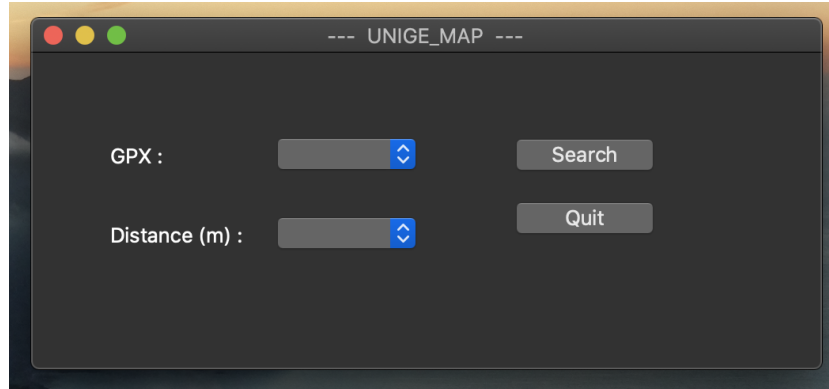 --- UNIGE_MAP ---
GPX : Search
Quit
Distance (m) :